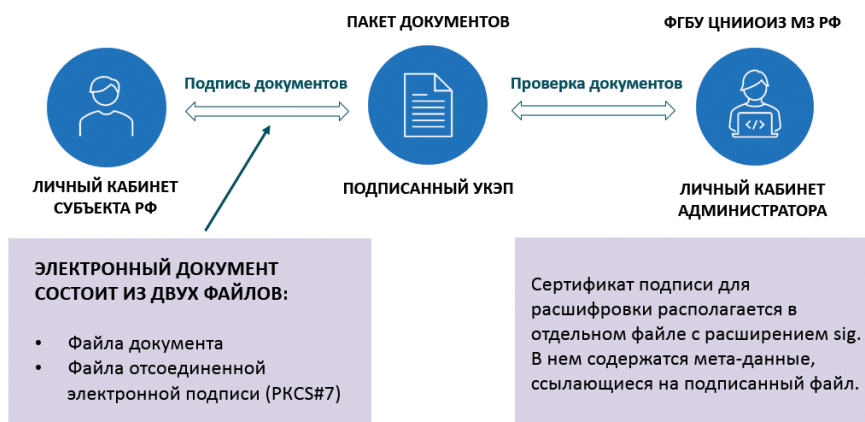 ПАКЕТ ДОКУМЕНТОВ
ФГБУ ЦНИИОИЗ МЗ РФ
Подпись документов
Проверка документов
</>
ЛИЧНЫЙ КАБИНЕТ
СУБЪЕКТА РФ
ПОДПИСАННЫЙ УКЭП
ЛИЧНЫЙ КАБИНЕТ
АДМИНИСТРАТОРА
ЭЛЕКТРОННЫЙ ДОКУМЕНТ
СОСТОИТ ИЗ ДВУХ ФАЙЛОВ:
• Файла документа
• Файла отсоединенной
электронной подписи (PKCS#7)
Сертификат подписи для
расшифровки располагается в
отдельном файле с расширением sig.
В нем содержатся мета-данные,
ссылающиеся на подписанный файл.